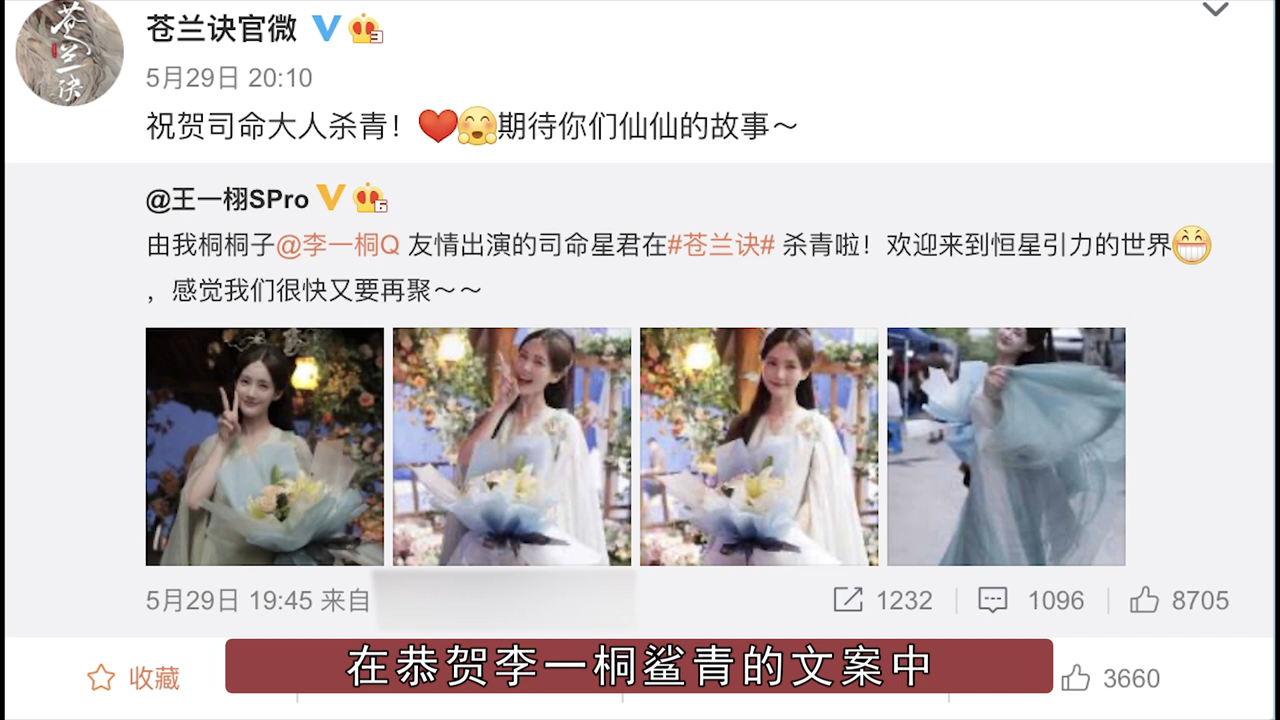 苍兰诀
苍兰诀官微
3
5月29日 20:10
祝贺司命大人杀青！期待你们仙仙的故事～
@王一栩SPro
6
由我桐桐子@李一桐Q 友情出演的司命星君在#苍兰诀# 杀青啦！欢迎来到恒星引力的世界
，感觉我们很快又要再聚～～
5月29日 19:45 来自
1232
1096
8705
收藏
在恭贺李一桐鲨青的文案中
3660